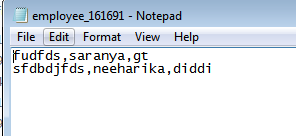 employee_161691 - Notepad
File Edit Format View Help
fudfds,saranya,gt
sfdbdjfds,neeharika,diddi